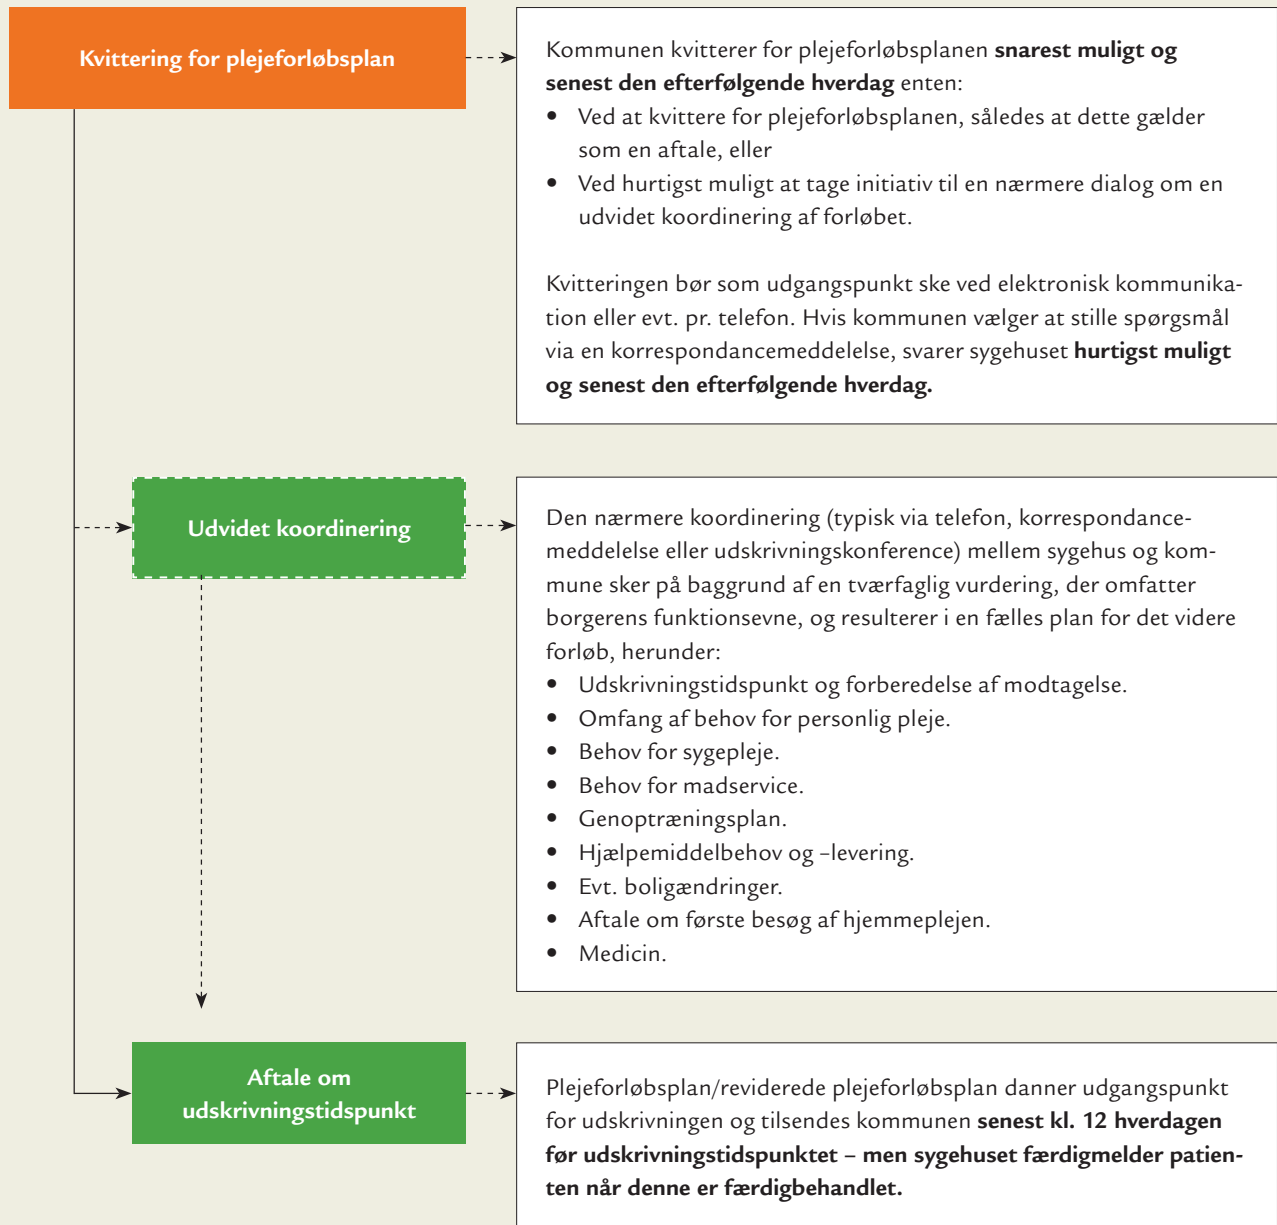 Kvittering for plejeforløbsplan
Kommunen kvitterer for plejeforløbsplanen snarest muligt og
senest den efterfølgende hverdag enten:
• Ved at kvittere for plejeforløbsplanen, således at dette gælder
som en aftale, eller
• Ved hurtigst muligt at tage initiativ til en nærmere dialog om en
udvidet koordinering af forløbet.
Kvitteringen bør som udgangspunkt ske ved elektronisk kommunika-
tion eller evt. pr. telefon. Hvis kommunen vælger at stille spørgsmål
via en korrespondancemeddelelse, svarer sygehuset hurtigst muligt
og senest den efterfølgende hverdag.
Udvidet koordinering
Den nærmere koordinering (typisk via telefon, korrespondance-
meddelelse eller udskrivningskonference) mellem sygehus og kom-
mune sker på baggrund af en tværfaglig vurdering, der omfatter
borgerens funktionsevne, og resulterer i en fælles plan for det videre
forløb, herunder:
• Udskrivningstidspunkt og forberedelse af modtagelse.
• Omfang af behov for personlig pleje.
• Behov for sygepleje.
• Behov for madservice.
• Genoptræningsplan.
• Hjælpemiddelbehov og –levering.
• Evt. boligændringer.
• Aftale om første besøg af hjemmeplejen.
• Medicin.
Aftale om
udskrivningstidspunkt
Plejeforløbsplan/reviderede plejeforløbsplan danner udgangspunkt
for udskrivningen og tilsendes kommunen senest kl. 12 hverdagen
før udskrivningstidspunktet – men sygehuset færdigmelder patien-
ten når denne er færdigbehandlet.